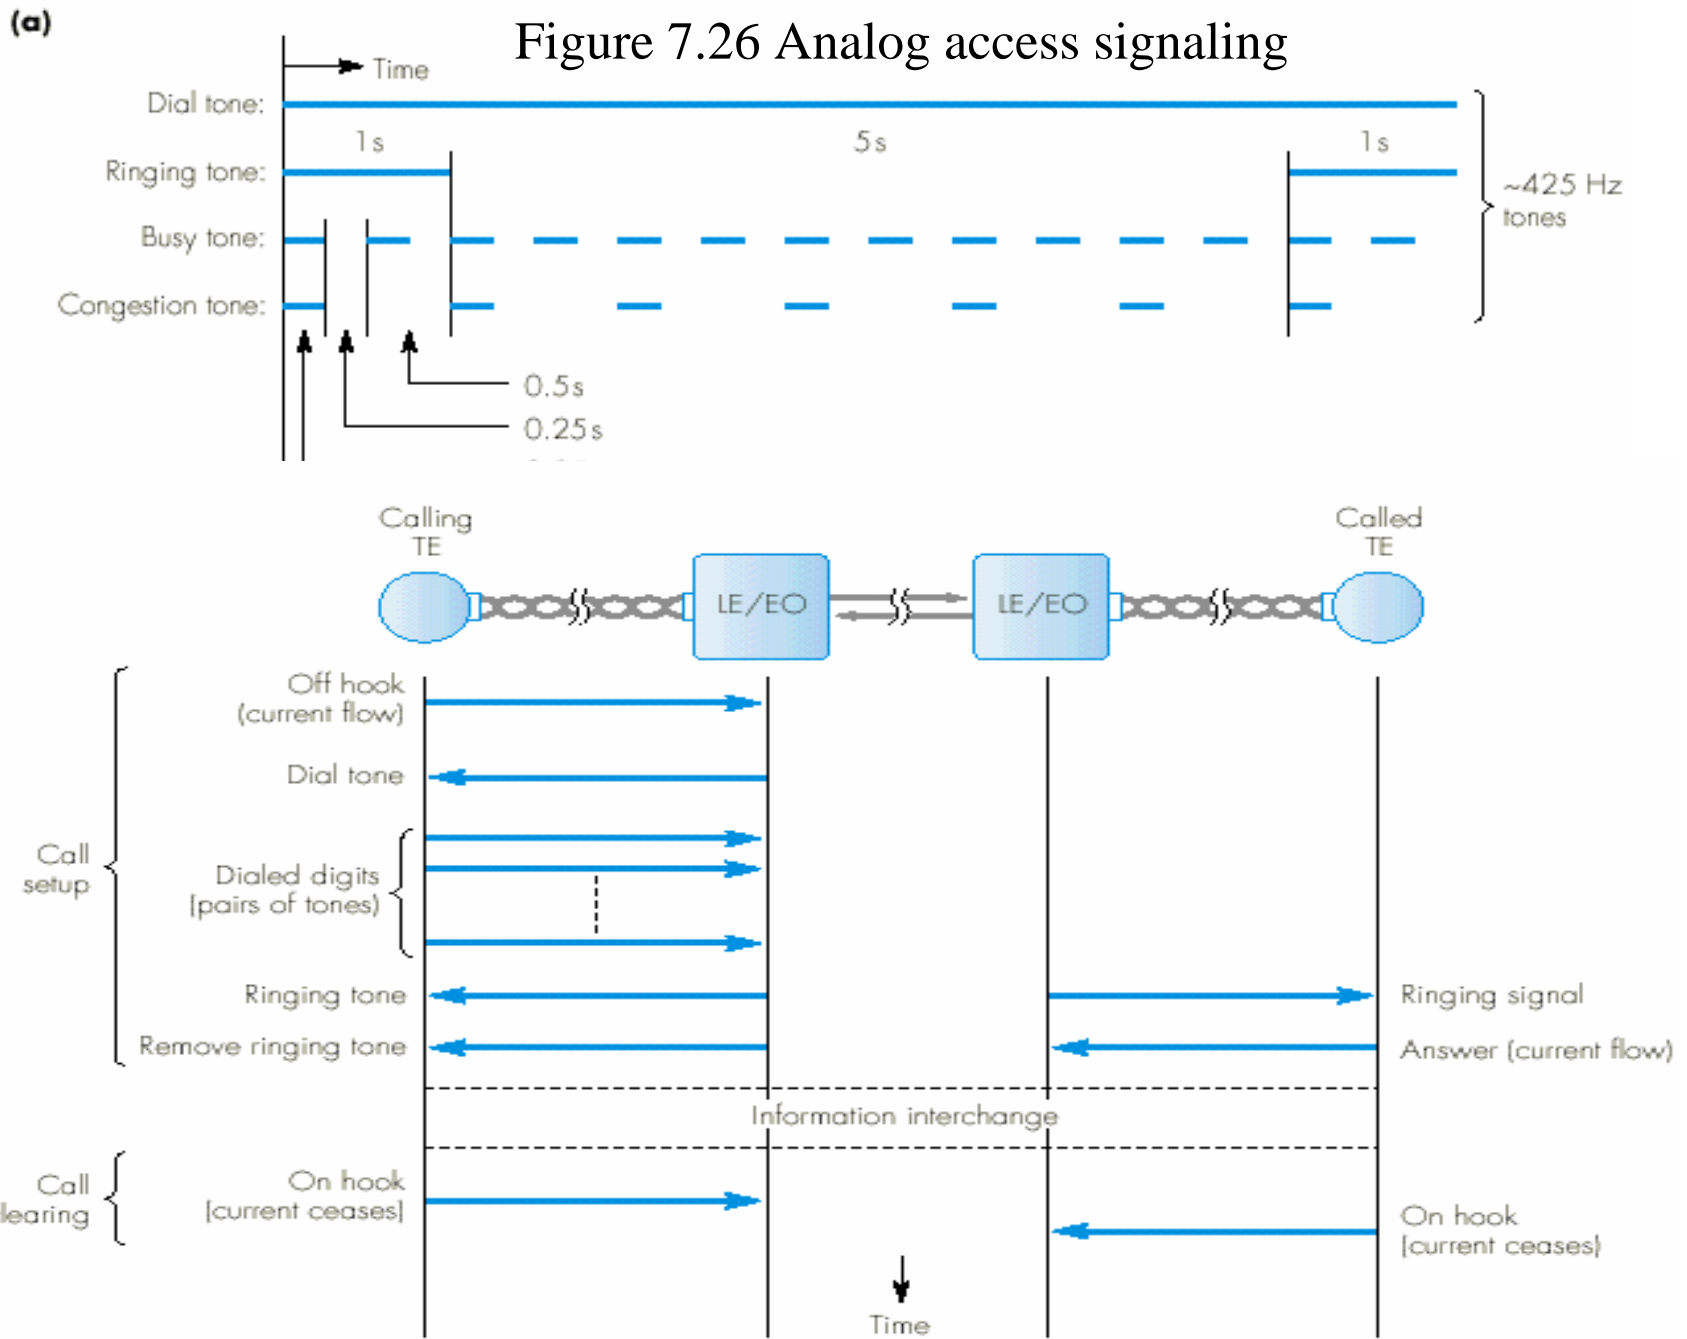 (a)
Figure 7.26 Analog access signaling
Time
Dial tone:
1s
5s
1s
Ringing tone:
~425 Hz
tones
Busy tone:
Congestion tone:
0.5s
0.25s
Calling
TE
Called
TE
LE/EO
LE/EO
Off hook
(current flow)
Dial tone
Call
setup
Dialed digits
(pairs of tones)
Ringing tone
Ringing signal
Remove ringing tone
Answer (current flow)
Information interchange
Call
learing
On hook
(current ceases)
On hook
(current ceases)
Time